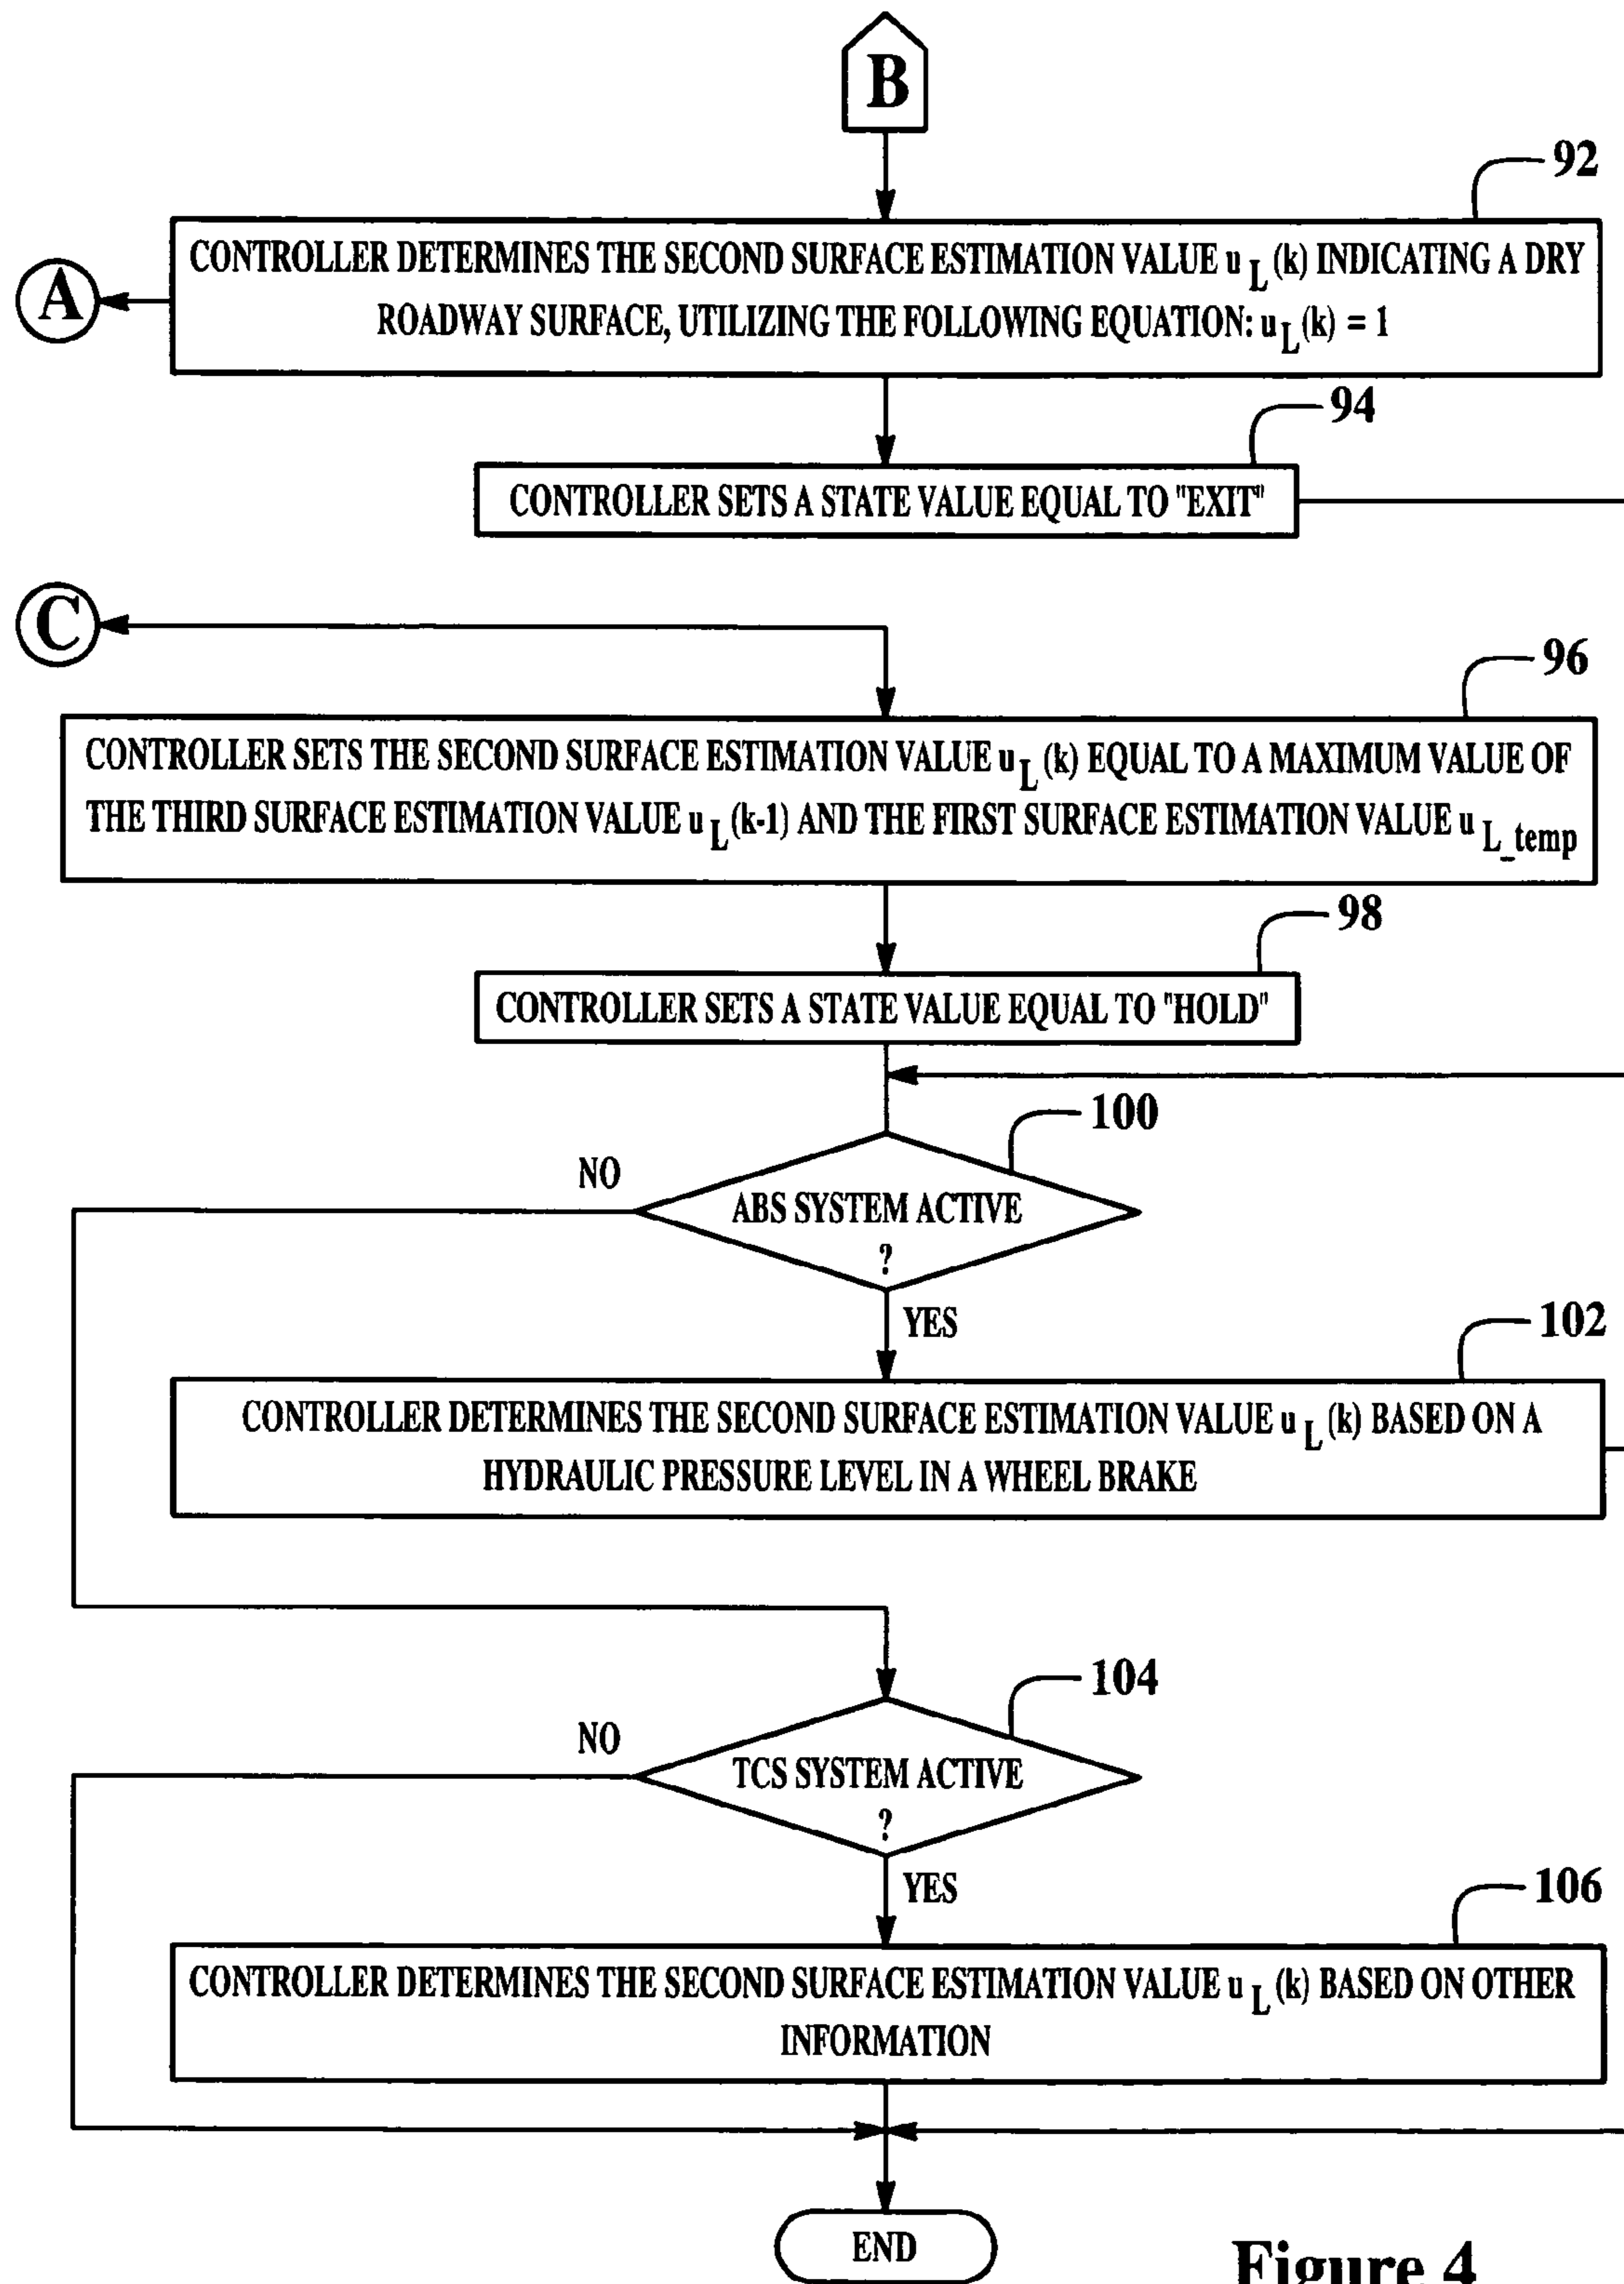 B
92
CONTROLLER DETERMINES THE SECOND SURFACE ESTIMATION VALUE u L (k) INDICATING A DRY
ROADWAY SURFACE, UTILIZING THE FOLLOWING EQUATION: u L (k) = 1
A
94
CONTROLLER SETS A STATE VALUE EQUAL TO "EXIT"
C
96
CONTROLLER SETS THE SECOND SURFACE ESTIMATION VALUE u L (k) EQUAL TO A MAXIMUM VALUE OF
THE THIRD SURFACE ESTIMATION VALUE u L (k-1) AND THE FIRST SURFACE ESTIMATION VALUE u L_temp
98
CONTROLLER SETS A STATE VALUE EQUAL TO "HOLD"
100
NO
ABS SYSTEM ACTIVE
?
YES
102
CONTROLLER DETERMINES THE SECOND SURFACE ESTIMATION VALUE u L (k) BASED ON A
HYDRAULIC PRESSURE LEVEL IN A WHEEL BRAKE
104
NO
TCS SYSTEM ACTIVE
?
YES
106
CONTROLLER DETERMINES THE SECOND SURFACE ESTIMATION VALUE u L (k) BASED ON OTHER
INFORMATION
END
Figure 4